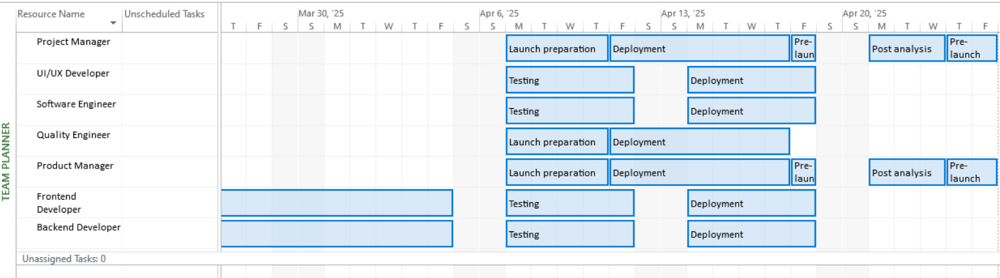 Resource Name Unscheduled Tasks Mar 30, '25 Apr 6, '25 Apr 13, '25 Apr 20, '25
T F S S M T W T F S S M T W T F S S M T W T F S S M T W T F
Project Manager
Launch preparation Deployment Pre-
laun
Post analysis Pre-
launch
UI/UX Developer
Testing Deployment
Software Engineer
Testing Deployment
Quality Engineer
Launch preparation Deployment
Product Manager
Launch preparation Deployment Pre-
laun
Post analysis Pre-
launch
Frontend
Developer
Testing Deployment
Backend Developer
Testing Deployment
TEAM PLANNER
Unassigned Tasks: 0